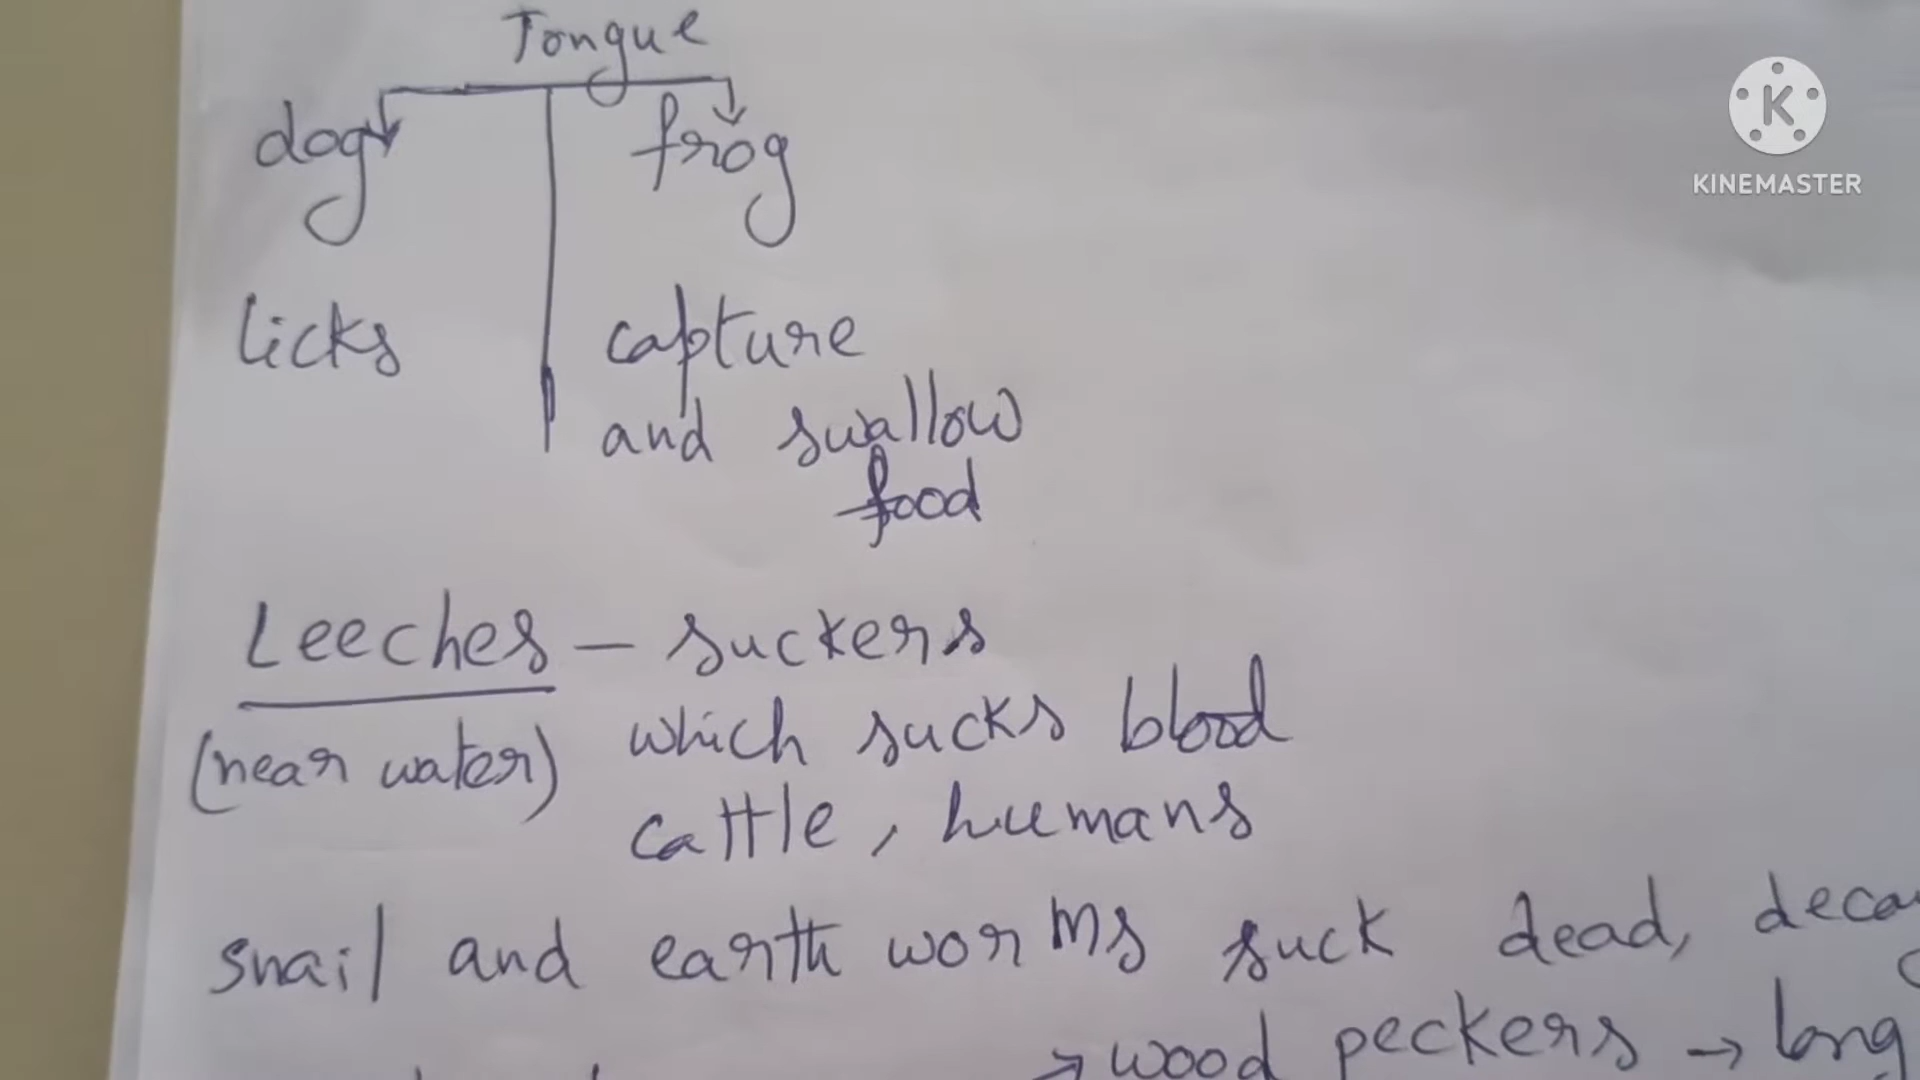 Tongue
dog frog
licks capture
and swallow
food
Leeches - suckers
(near water) which sucks blood
cattle, humans
snail and earth worms suck dead,
→ wood peckers → long
K
KINEMASTER